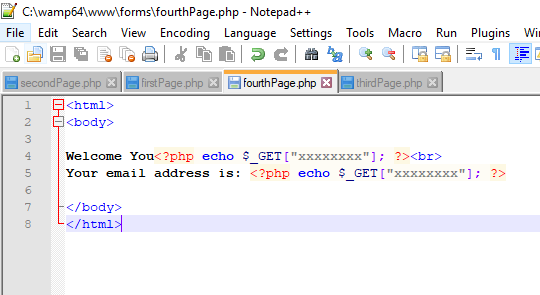 C:\wamp64\www\forms\fourthPage.php - Notepad++
File Edit Search View Encoding Language Settings Tools Macro Run Plugins Win
secondPage.php firstPage.php fourthPage.php thirdPage.php
1 <html>
2 <body>
3
4 Welcome You<?php echo $_GET["xxxxxxxx"]; ?><br>
5 Your email address is: <?php echo $_GET["xxxxxxxx"]; ?>
6
7 </body>
8 </html>